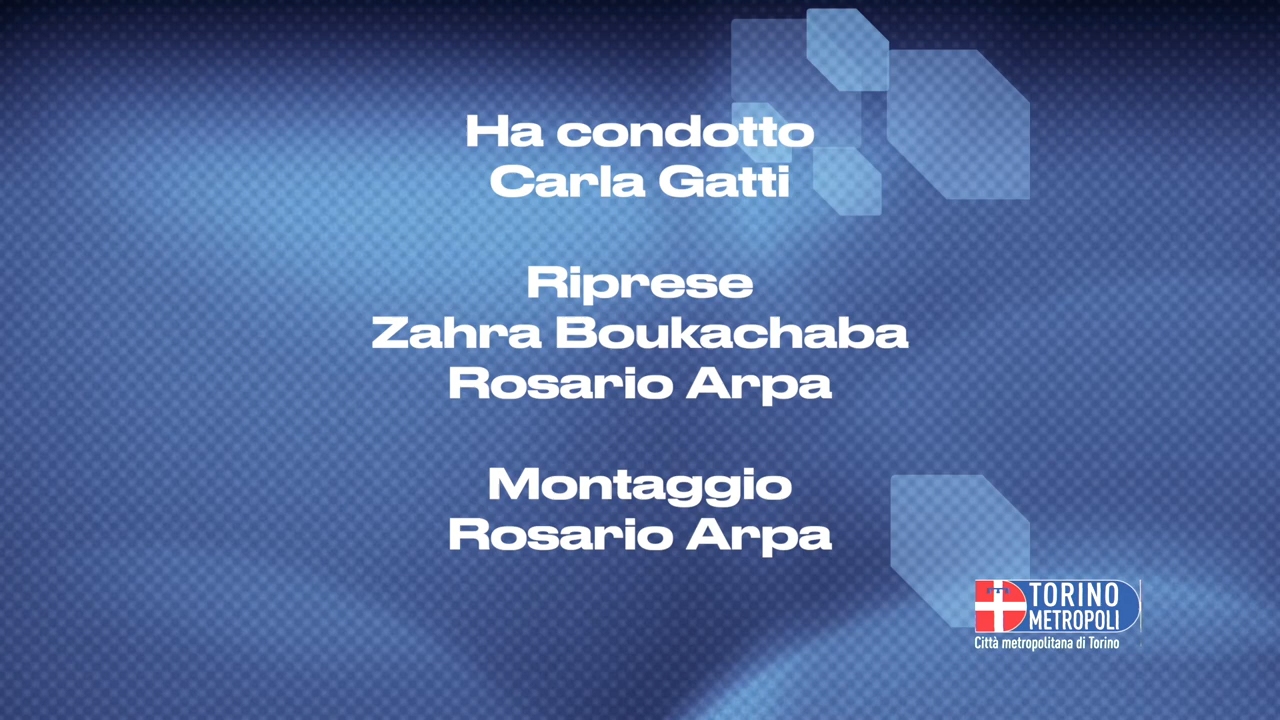 Ha condotto
Carla Gatti
Riprese
Zahra Boukachaba
Rosario Arpa
Montaggio
Rosario Arpa
TORINO
METROPOLI
Città metropolitana di Torino